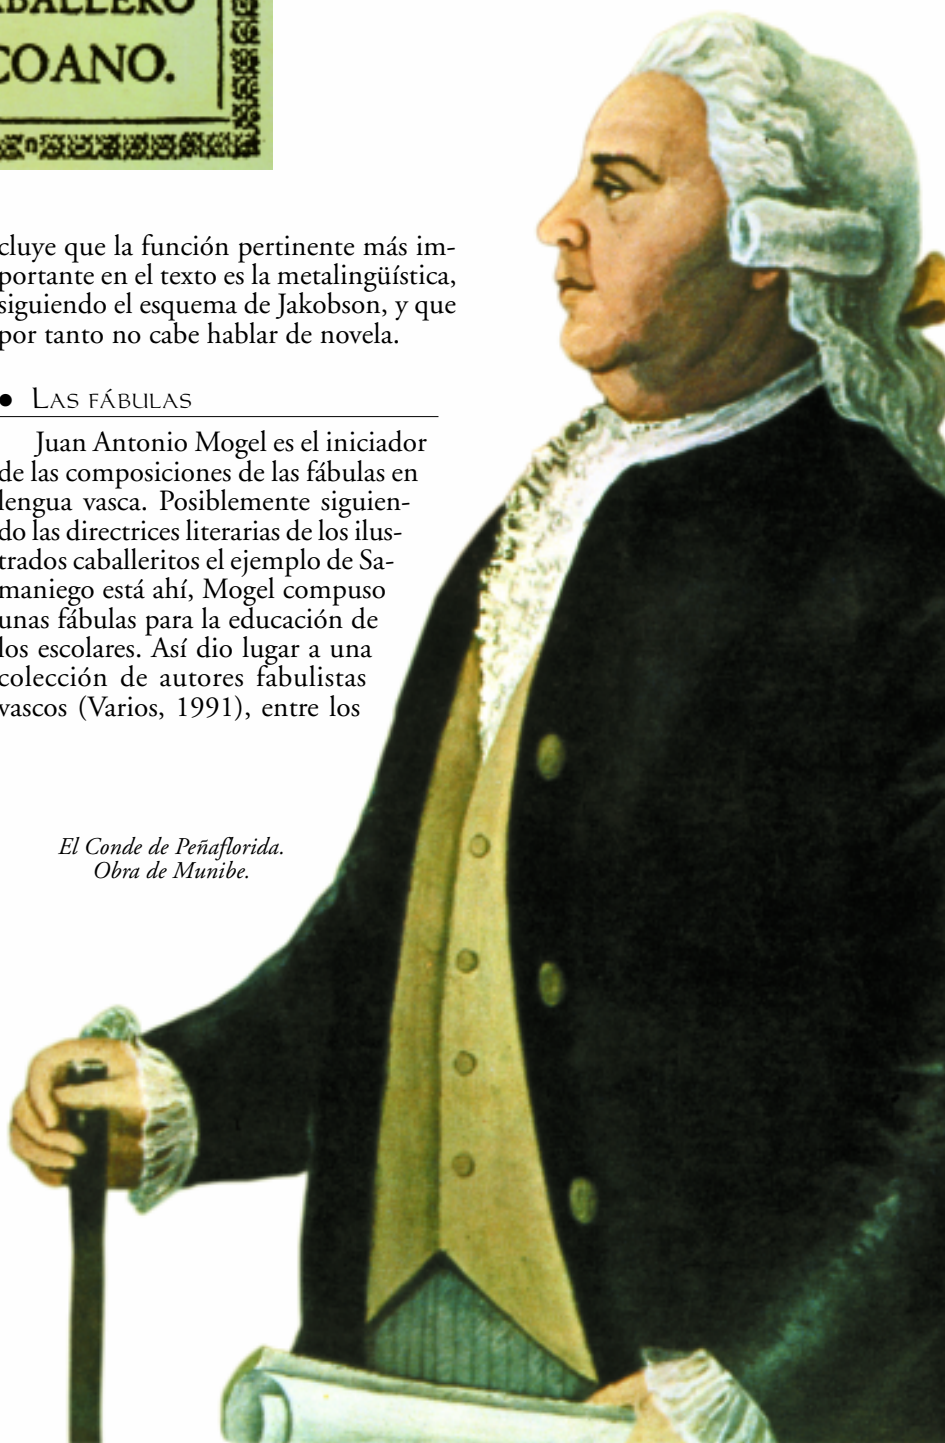 COANO.
cluye que la función pertinente más im-
portante en el texto es la metalingüística,
siguiendo el esquema de Jakobson, y que
por tanto no cabe hablar de novela.
• LAS FÁBULAS
Juan Antonio Mogel es el iniciador
de las composiciones de las fábulas en
lengua vasca. Posiblemente siguien-
do las directrices literarias de los ilus-
trados caballeritos el ejemplo de Sa-
maniego está ahí, Mogel compuso
unas fábulas para la educación de
los escolares. Así dio lugar a una
colección de autores fabulistas
vascos (Varios, 1991), entre los
El Conde de Peñaflorida.
Obra de Munibe.